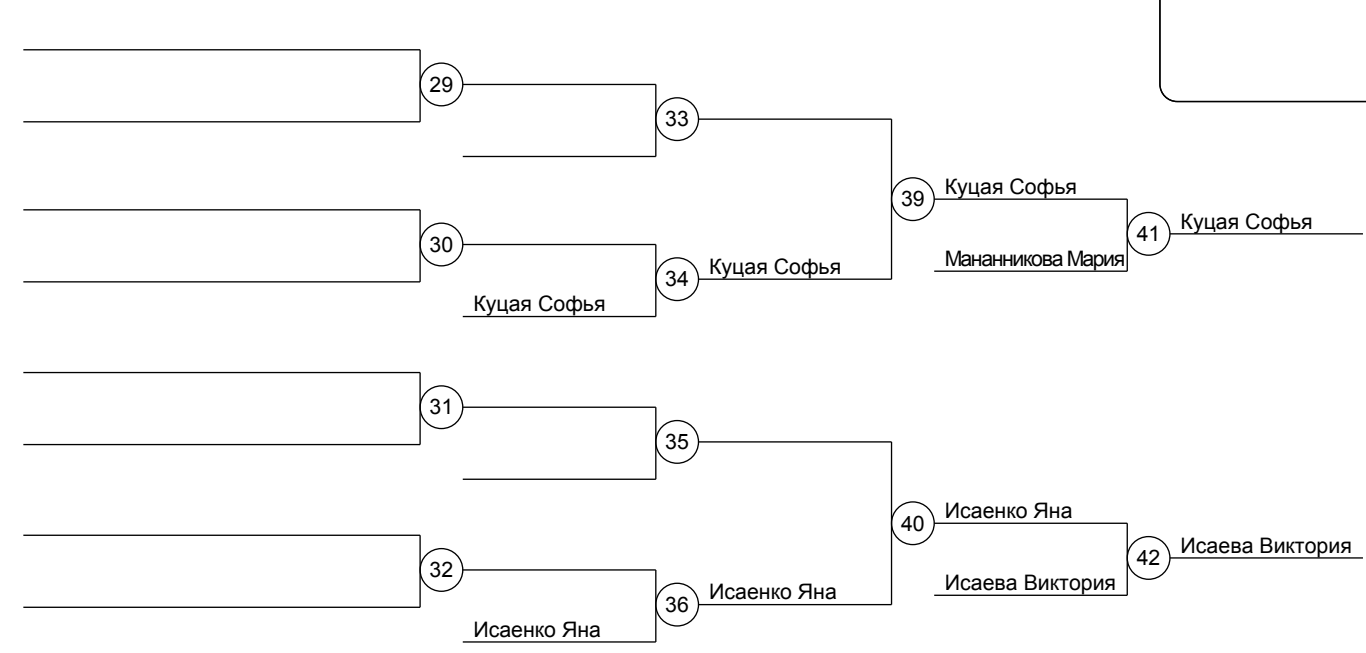 29
33
Куцая Софья
39
Куцая Софья
41
30
Мананникова Мария
Куцая Софья
34
Куцая Софья
31
35
Исаенко Яна
40
Исаева Виктория
42
32
Исаева Виктория
Исаенко Яна
36
Исаенко Яна